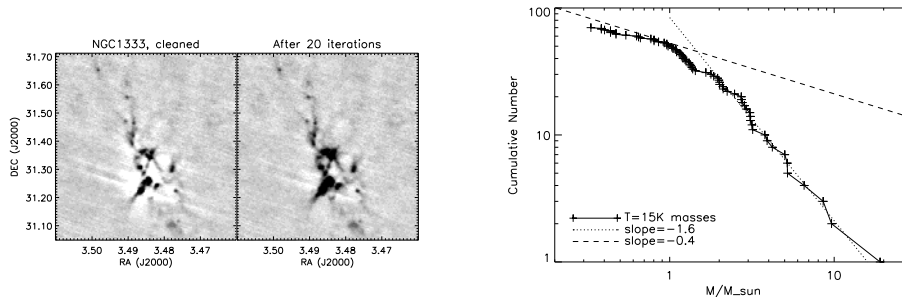 NGC1333, cleaned
After 20 iterations
DEC (J2000)
31.70
31.60
31.50
31.40
31.30
31.20
31.10
3.50 3.49 3.48 3.47
3.50 3.49 3.48 3.47
RA (J2000)
RA (J2000)
Cumulative Number
100
10
1
T=15K masses
slope=-1.6
slope=-0.4
1
10
M/M_sun